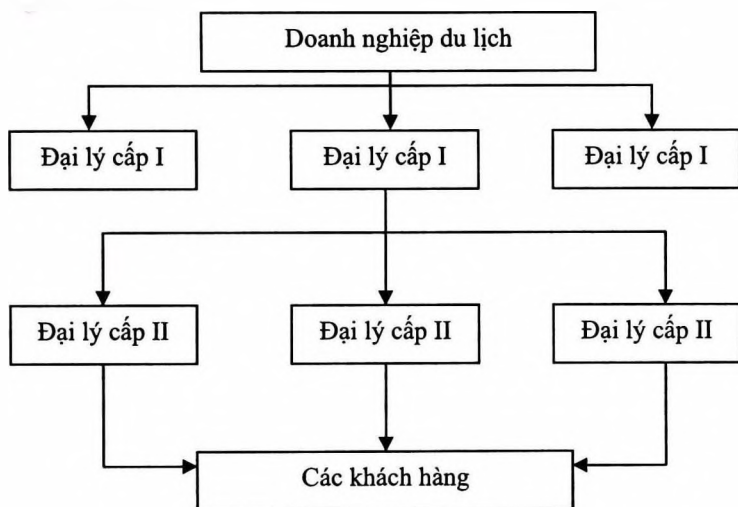 Doanh nghiệp du lịch
Đại lý cấp I
Đại lý cấp I
Đại lý cấp I
Đại lý cấp II
Đại lý cấp II
Đại lý cấp II
Các khách hàng